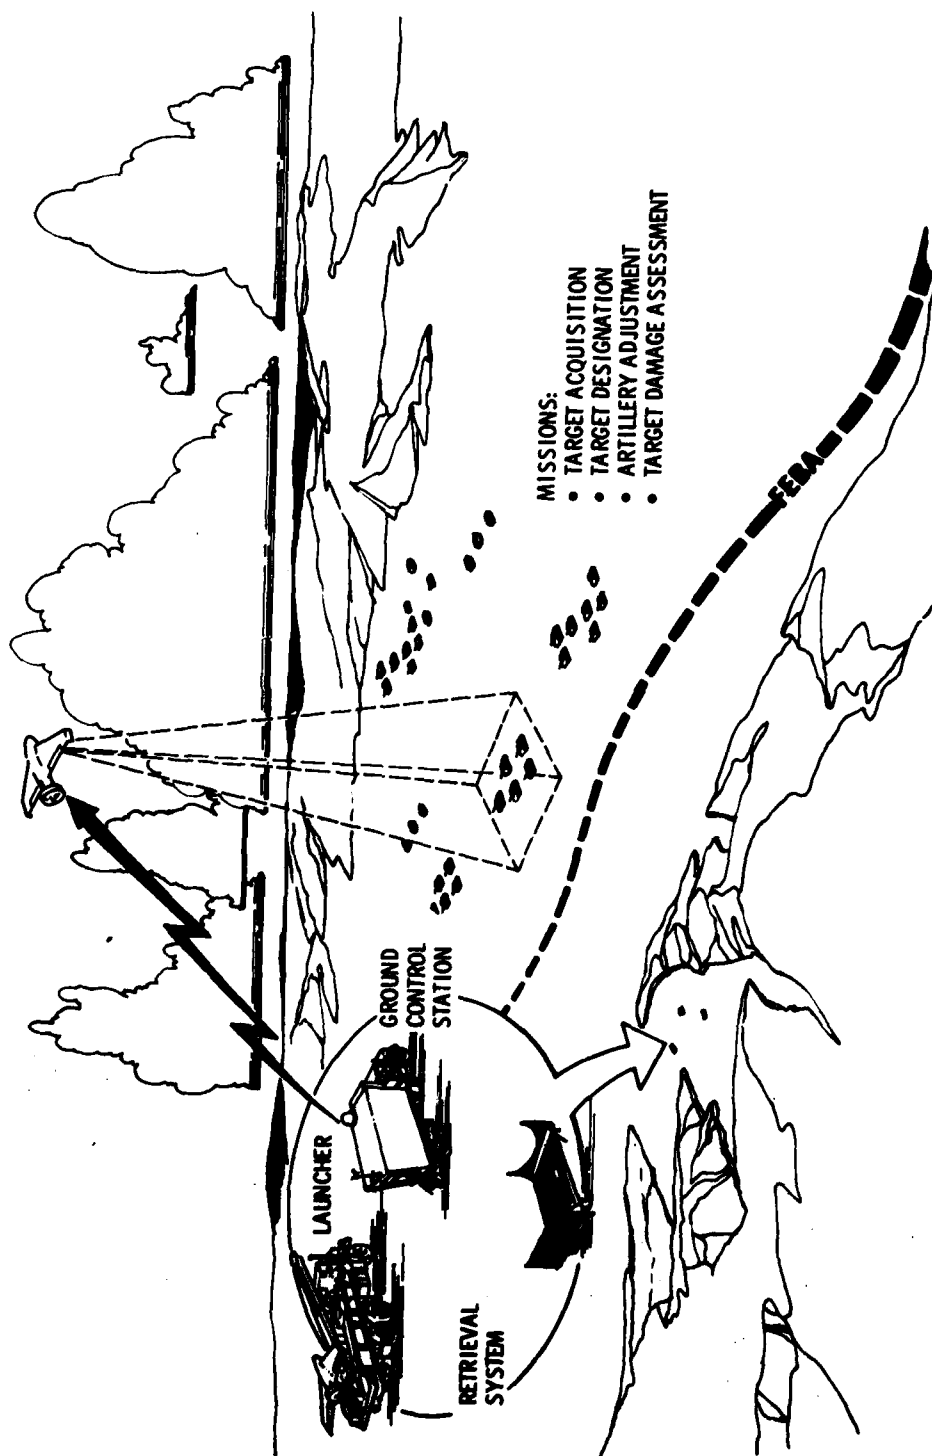 LAUNCHER
GROUND
CONTROL
STATION
RETRIEVAL
SYSTEM
MISSIONS:
• TARGET ACQUISITION
• TARGET DESIGNATION
• ARTILLERY ADJUSTMENT
• TARGET DAMAGE ASSESSMENT
FEBA